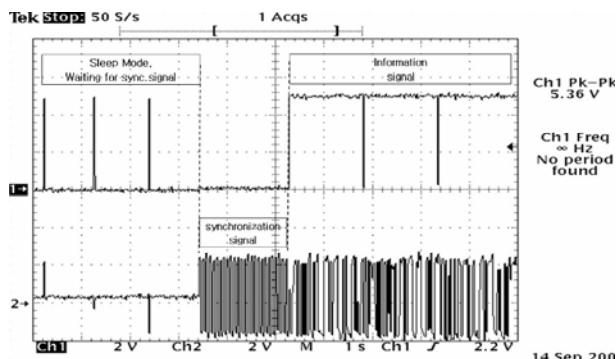 Tek Stop: 50 S/s 1 Acqs
Sleep Mode,
Waiting for sync.signal
Information
signal
Ch1 Pk-Pk
5.36 V
Ch1 Freq
∞ Hz
No period
found
1→
synchronization
signal
2→
Ch1 2 V Ch2 2 V M 1 s Ch1 ʃ 2.2 V
14 Sep 200